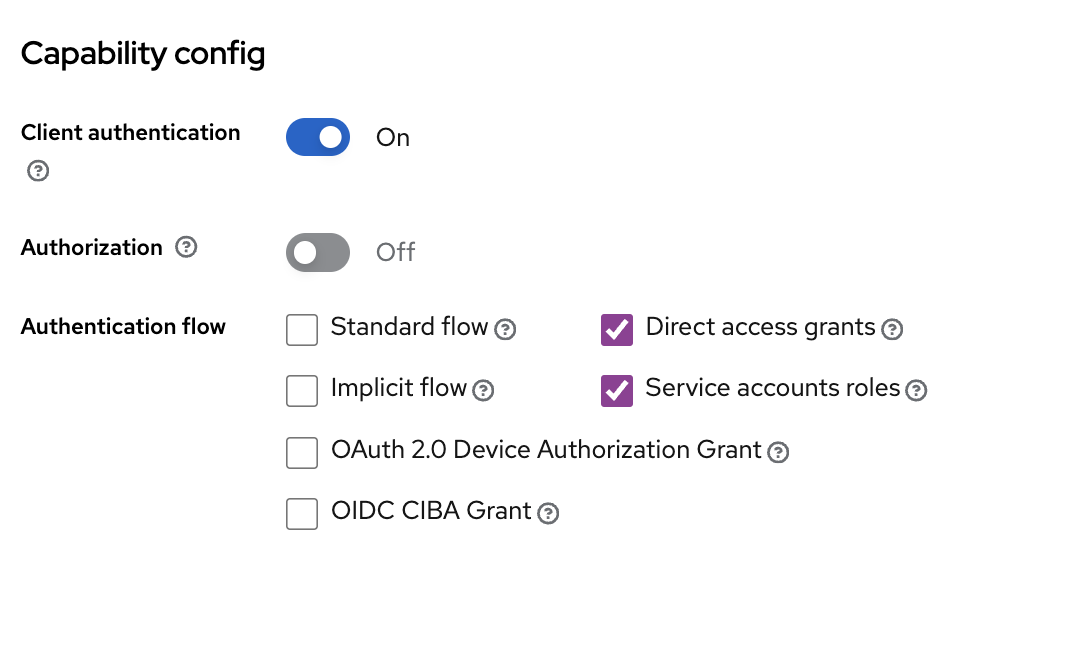 Capability config
Client authentication
On
Authorization
Off
Authentication flow
Standard flow
Direct access grants
Implicit flow
Service accounts roles
OAuth 2.0 Device Authorization Grant
OIDC CIBA Grant